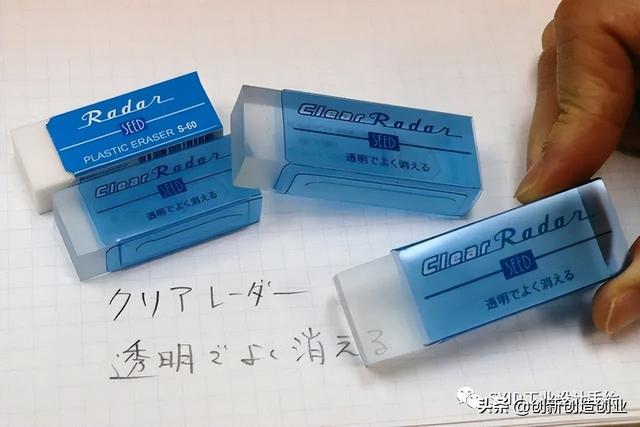 Radar
SEED
PLASTIC ERASER S-60
Clear Radar
SEED
透明でよく消える
Clear Radar
SEED
透明でよく消える
Clear Radar
SEED
透明でよく消える
クリアレーダー
透明でよく消える
头条 @创新创造创业